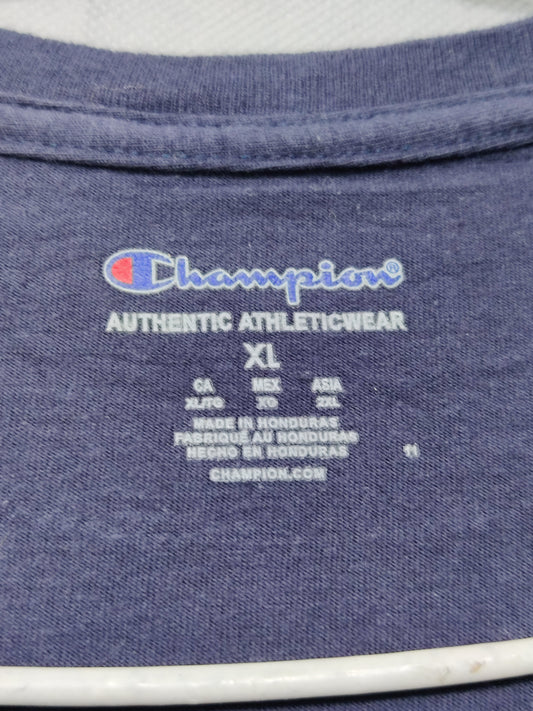 Champion®
AUTHENTIC ATHLETICWEAR
XL
CA MEX ASIA
XL/TG XG 2XL
MADE IN HONDURAS
FABRIQUÉ AU HONDURAS
HECHO EN HONDURAS
11
CHAMPION.COM